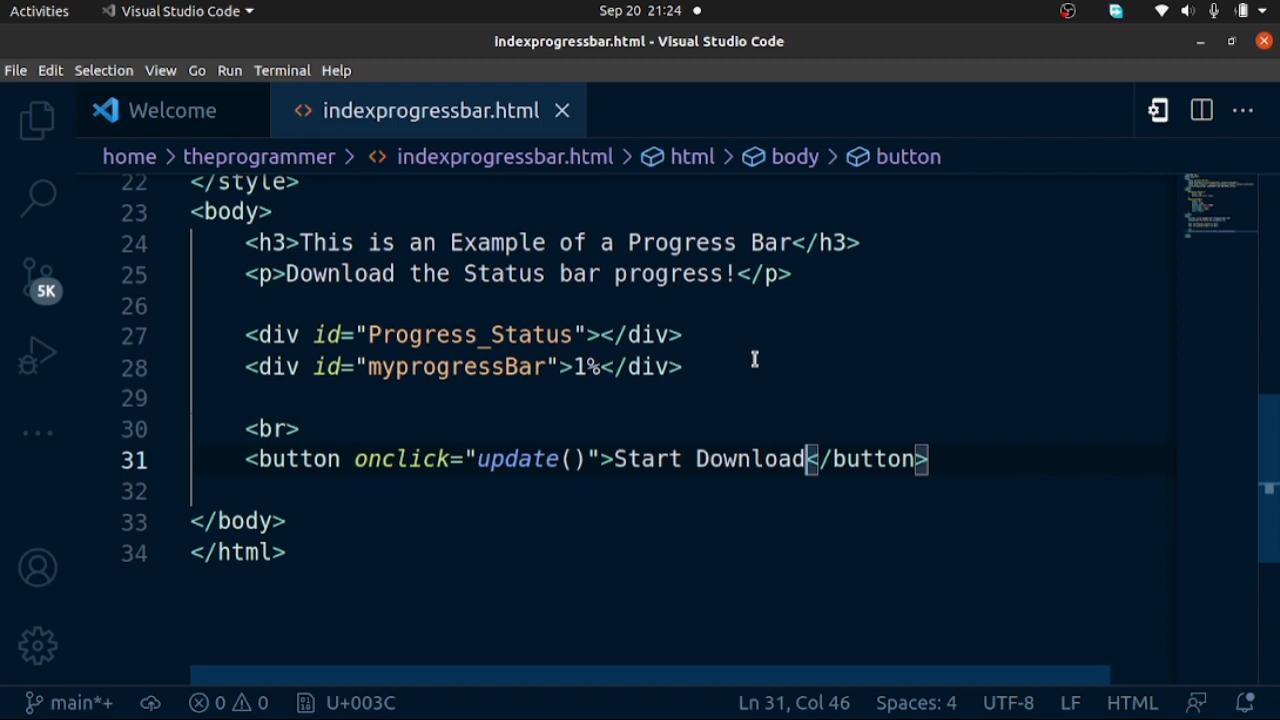 Activities Visual Studio Code Sep 20 21:24
indexprogressbar.html - Visual Studio Code
File Edit Selection View Go Run Terminal Help
Welcome indexprogressbar.html
home > theprogrammer > indexprogressbar.html > html > body > button
22 </style>
23 <body>
24 <h3>This is an Example of a Progress Bar</h3>
25 <p>Download the Status bar progress!</p>
26
27 <div id="Progress_Status"></div>
28 <div id="myprogressBar">1%</div>
29
30 <br>
31 <button onclick="update()">Start Download</button>
32
33 </body>
34 </html>
5K
main*+ 0 0 U+003C Ln 31, Col 46 Spaces: 4 UTF-8 LF HTML